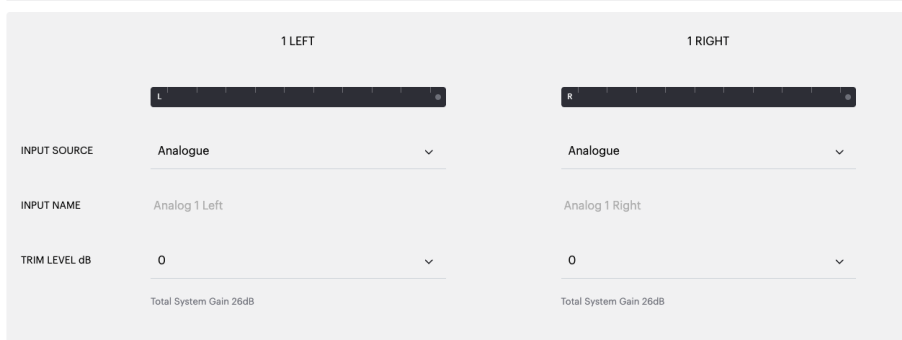 1 LEFT 1 RIGHT
L R
INPUT SOURCE Analogue Analogue
INPUT NAME Analog 1 Left Analog 1 Right
TRIM LEVEL dB 0 0
Total System Gain 26dB Total System Gain 26dB